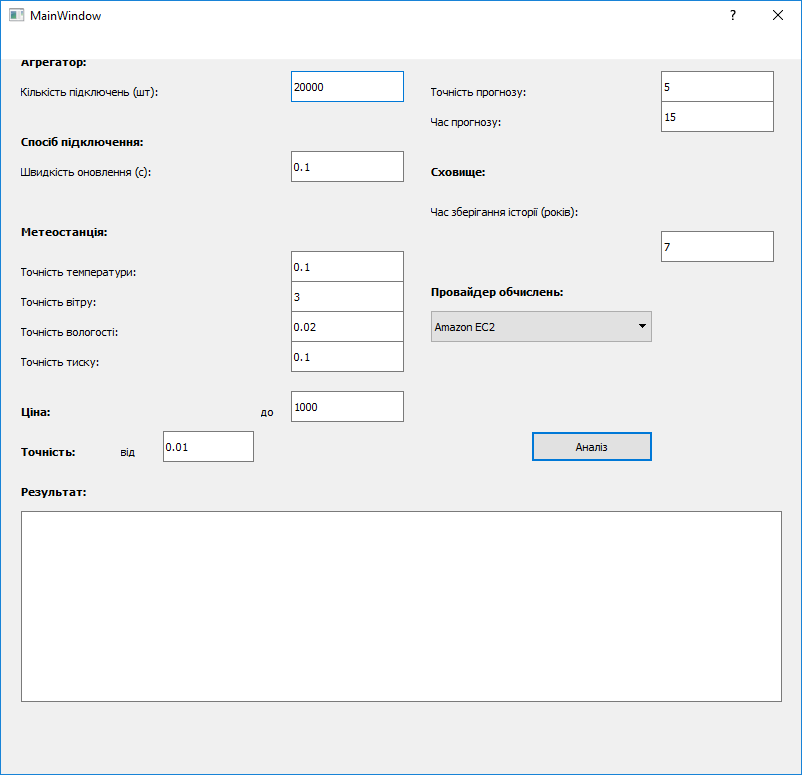 MainWindow
Агрегатор:
Кількість підключень (шт):
20000
Точність прогнозу:
5
Час прогнозу:
15
Спосіб підключення:
Швидкість оновлення (с):
0.1
Сховище:
Час зберігання історії (років):
7
Метеостанція:
Точність температури:
0.1
Точність вітру:
3
Точність вологості:
0.02
Точність тиску:
0.1
Провайдер обчислень:
Amazon EC2
Ціна: до 1000
Точність: від 0.01
Аналіз
Результат: